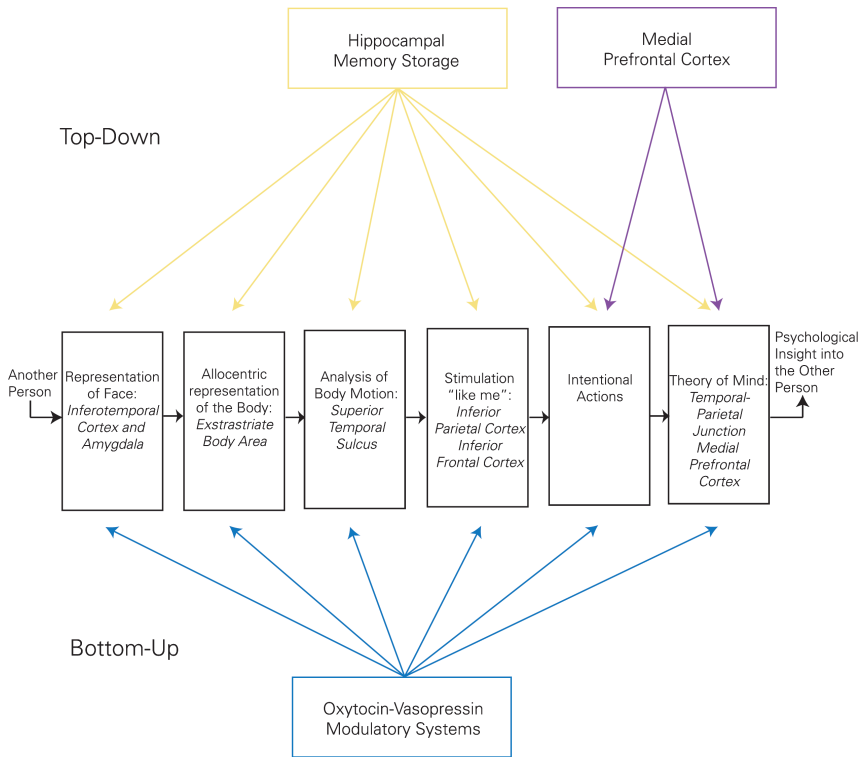 Hippocampal
Memory Storage
Medial
Prefrontal Cortex
Top-Down
Another
Person
Representation
of Face:
Inferotemporal
Cortex and
Amygdala
Allocentric
representation
of the Body:
Exstrastriate
Body Area
Analysis of
Body Motion:
Superior
Temporal
Sulcus
Stimulation
“like me”:
Inferior
Parietal Cortex
Inferior
Frontal Cortex
Intentional
Actions
Theory of Mind:
Temporal-
Parietal
Junction
Medial
Prefrontal
Cortex
Psychological
Insight into
the Other
Person
Bottom-Up
Oxytocin-Vasopressin
Modulatory Systems